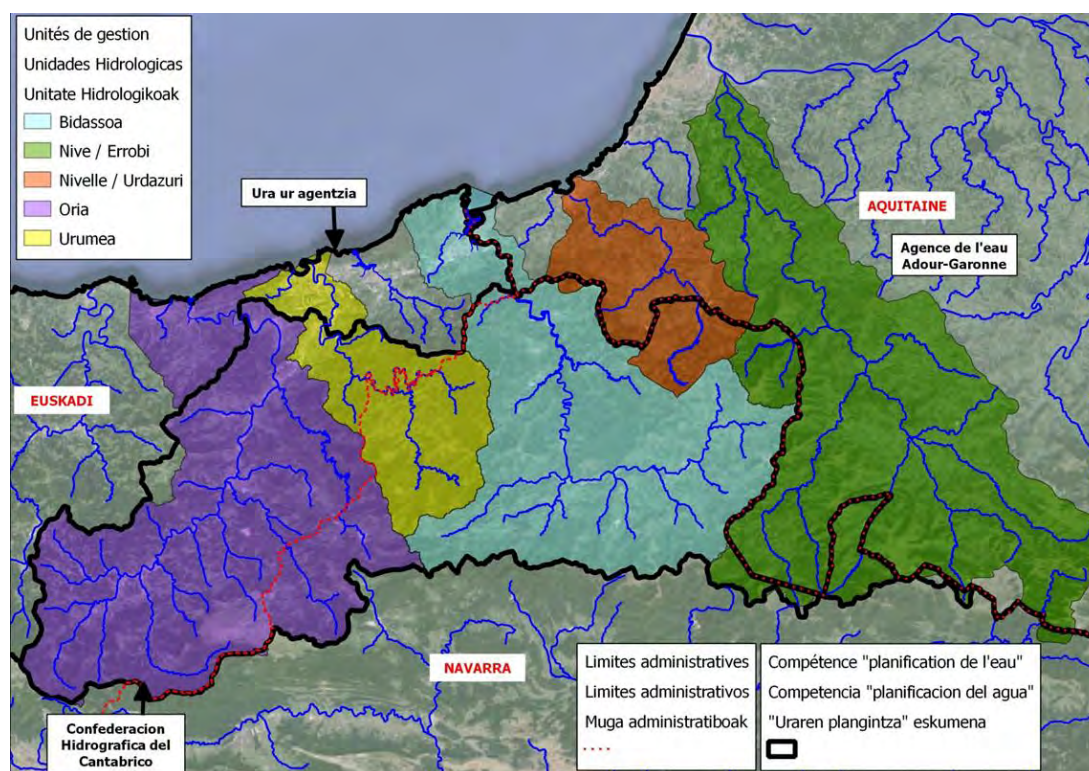 Unités de gestion
Unidades Hidrologicas
Unitate Hidrologikoak
Bidassoa
Nive / Errobi
Nivelle / Urdazuri
Oria
Urumea
Ura ur agentzia
AQUITAINE
Agence de l'eau
Adour-Garonne
EUSKADI
NAVARRA
Confederacion
Hidrografica del
Cantabrico
Limites administratives
Limites administrativos
Muga administratiboak
Compétence "planification de l'eau"
Competencia "planificacion del agua"
"Uraren plangintza" eskumena